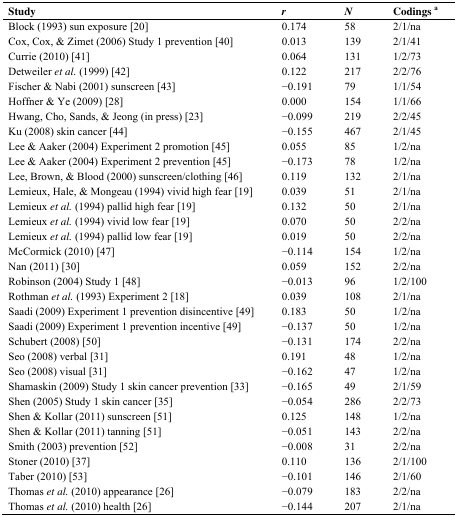 Study r N Codings a
Block (1993) sun exposure [20] 0.174 58 2/1/na
Cox, Cox, & Zimet (2006) Study 1 prevention [40] 0.013 139 2/1/41
Currie (2010) [41] 0.064 131 1/2/73
Detweiler et al. (1999) [42] 0.122 217 2/2/76
Fischer & Nabi (2001) sunscreen [43] −0.191 79 1/1/54
Hoffner & Ye (2009) [28] 0.000 154 1/1/66
Hwang, Cho, Sands, & Jeong (in press) [23] −0.099 219 2/2/45
Ku (2008) skin cancer [44] −0.155 467 2/1/45
Lee & Aaker (2004) Experiment 2 promotion [45] 0.055 85 1/2/na
Lee & Aaker (2004) Experiment 2 prevention [45] −0.173 78 1/2/na
Lee, Brown, & Blood (2000) sunscreen/clothing [46] 0.119 132 2/1/na
Lemieux, Hale, & Mongeau (1994) vivid high fear [19] 0.039 51 2/1/na
Lemieux et al. (1994) pallid high fear [19] 0.132 50 2/1/na
Lemieux et al. (1994) vivid low fear [19] 0.070 50 2/2/na
Lemieux et al. (1994) pallid low fear [19] 0.019 50 2/2/na
McCormick (2010) [47] −0.114 154 1/2/na
Nan (2011) [30] 0.059 152 2/2/na
Robinson (2004) Study 1 [48] −0.013 96 1/2/100
Rothman et al. (1993) Experiment 2 [18] 0.039 108 2/1/na
Saadi (2009) Experiment 1 prevention disincentive [49] 0.183 50 1/2/na
Saadi (2009) Experiment 1 prevention incentive [49] −0.137 50 1/2/na
Schubert (2008) [50] −0.131 174 2/2/na
Seo (2008) verbal [31] 0.191 48 1/2/na
Seo (2008) visual [31] −0.162 47 1/2/na
Shamaskin (2009) Study 1 skin cancer prevention [33] −0.165 49 2/1/59
Shen (2005) Study 1 skin cancer [35] −0.054 286 2/2/73
Shen & Kollar (2011) sunscreen [51] 0.125 148 1/2/na
Shen & Kollar (2011) tanning [51] −0.051 143 2/2/na
Smith (2003) prevention [52] −0.008 31 2/2/na
Stoner (2010) [37] 0.110 136 2/1/100
Taber (2010) [53] −0.101 146 2/1/60
Thomas et al. (2010) appearance [26] −0.079 183 2/2/na
Thomas et al. (2010) health [26] −0.144 207 2/1/na